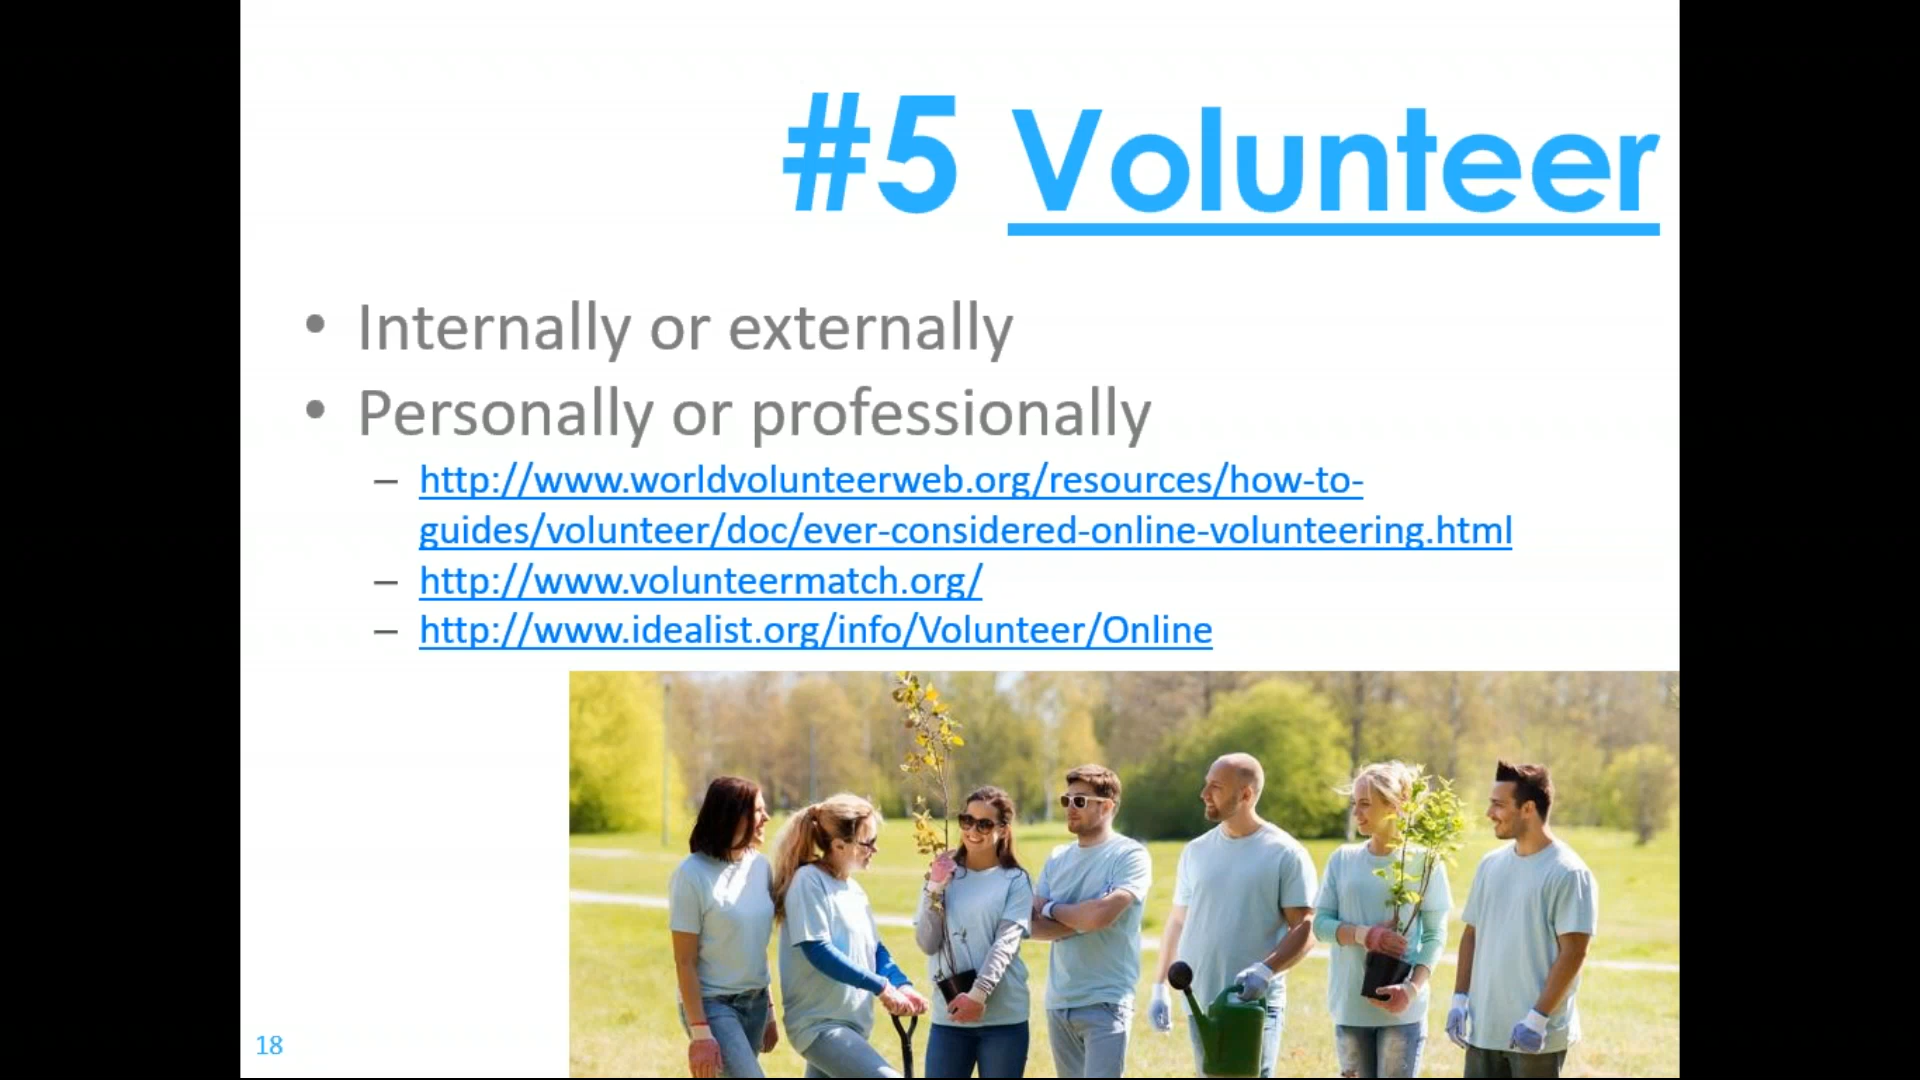 #5 Volunteer
• Internally or externally
• Personally or professionally
– http://www.worldvolunteerweb.org/resources/how-to-
guides/volunteer/doc/ever-considered-online-volunteering.html
– http://www.volunteermatch.org/
– http://www.idealist.org/info/Volunteer/Online
18